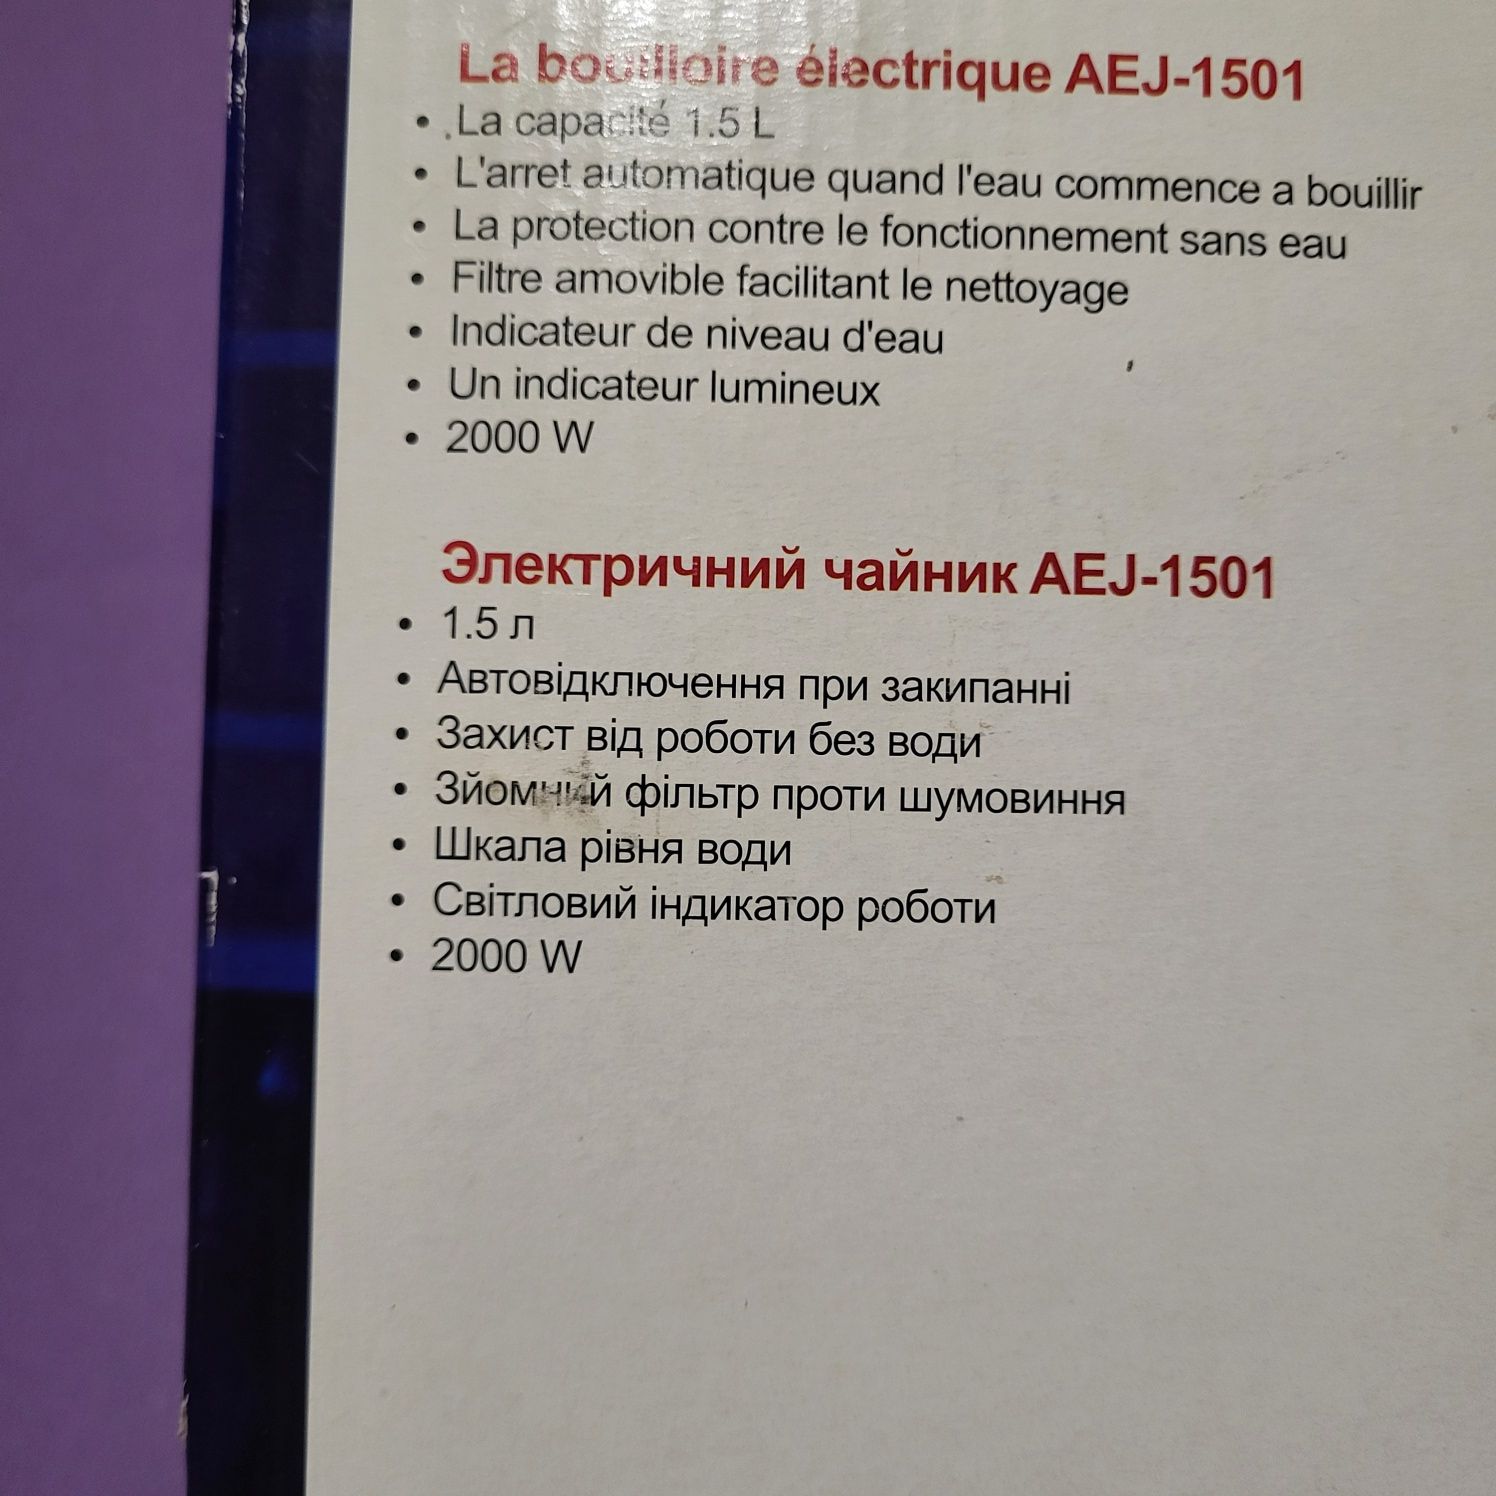 La bouilloire électrique AEJ-1501
• La capacité 1.5 L
• L'arret automatique quand l'eau commence a bouillir
• La protection contre le fonctionnement sans eau
• Filtre amovible facilitant le nettoyage
• Indicateur de niveau d'eau
• Un indicateur lumineux
• 2000 W
Электричний чайник AEJ-1501
• 1.5 л
• Автовідключення при закипанні
• Захист від роботи без води
• Зйомний фільтр проти шумовиння
• Шкала рівня води
• Світловий індикатор роботи
• 2000 W